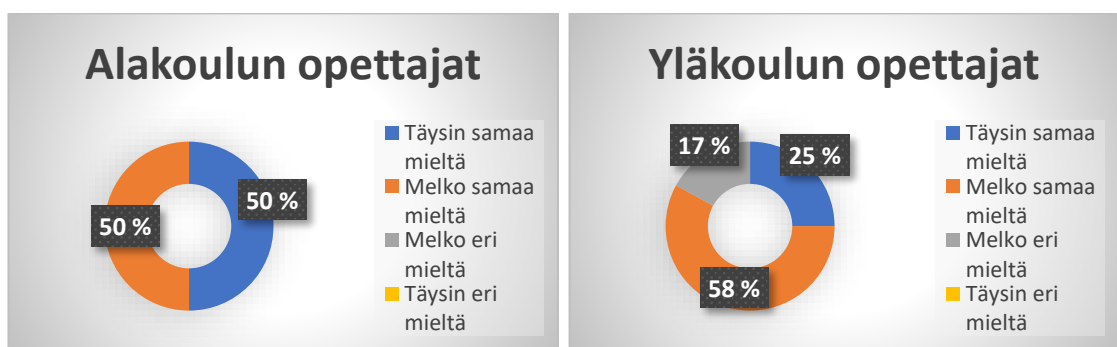 Alakoulun opettajat
50 %
50 %
Täysin samaa
mieltä
Melko samaa
mieltä
Melko eri
mieltä
Täysin eri
mieltä
Yläkoulun opettajat
17 %
25 %
58 %
Täysin samaa
mieltä
Melko samaa
mieltä
Melko eri
mieltä
Täysin eri
mieltä